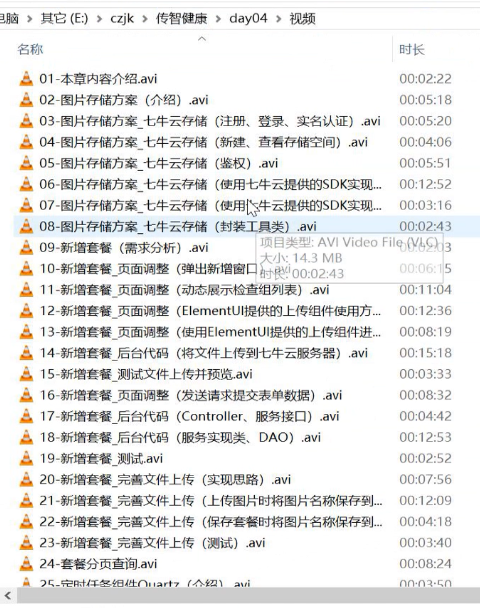 电脑 > 其它 (E:) > czjk > 传智健康 > day04 > 视频
名称 时长
01-本章内容介绍.avi 00:02:22
02-图片存储方案（介绍）.avi 00:05:18
03-图片存储方案_七牛云存储（注册、登录、实名认证）.avi 00:05:20
04-图片存储方案_七牛云存储（新建、查看存储空间）.avi 00:04:06
05-图片存储方案_七牛云存储（鉴权）.avi 00:05:51
06-图片存储方案_七牛云存储（使用七牛云提供的SDK实现... 00:12:52
07-图片存储方案_七牛云存储（使用七牛云提供的SDK实现... 00:03:16
08-图片存储方案_七牛云存储（封装工具类）.avi 00:02:43
项目类型: AVI Video File (VLC)
大小: 14.3 MB
时长: 00:02:43
09-新增套餐（需求分析）.avi
10-新增套餐_页面调整（弹出新增窗口）.avi 00:06:15
11-新增套餐_页面调整（动态展示检查组列表）.avi 00:11:04
12-新增套餐_页面调整（ElementUI提供的上传组件使用方... 00:12:36
13-新增套餐_页面调整（使用ElementUI提供的上传组件进... 00:08:19
14-新增套餐_后台代码（将文件上传到七牛云服务器）.avi 00:15:18
15-新增套餐_测试文件上传并预览.avi 00:03:33
16-新增套餐_页面调整（发送请求提交表单数据）.avi 00:08:32
17-新增套餐_后台代码（Controller、服务接口）.avi 00:04:42
18-新增套餐_后台代码（服务实现类、DAO）.avi 00:12:53
19-新增套餐_测试.avi 00:02:52
20-新增套餐_完善文件上传（实现思路）.avi 00:07:56
21-新增套餐_完善文件上传（上传图片时将图片名称保存到... 00:12:09
22-新增套餐_完善文件上传（保存套餐时将图片名称保存到... 00:04:18
23-新增套餐_完善文件上传（测试）.avi 00:03:40
24-套餐分页查询.avi 00:08:24
25-定时任务组件Quartz（介绍）.avi 00:03:50